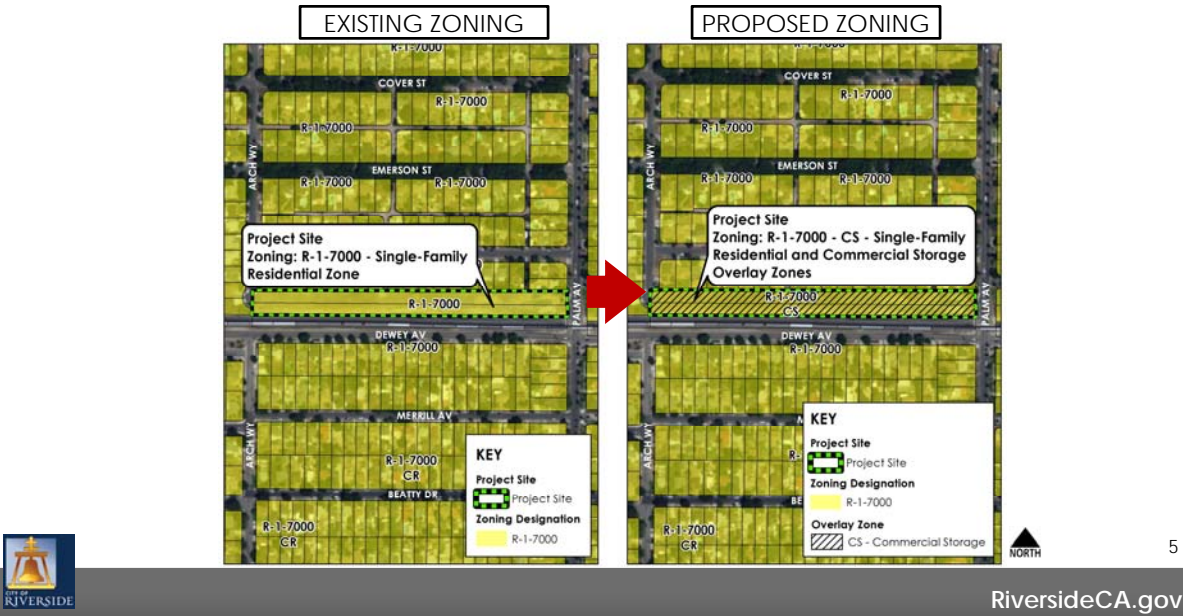 EXISTING ZONING
R-1-7000
COVER ST
R-1-7000
R-1-7000
EMERSON ST
ARCH WY
R-1-7000
R-1-7000
Project Site
Zoning: R-1-7000 - Single-Family
Residential Zone
R-1-7000
PALM AV
DEWEY AV
R-1-7000
MERRILL AV
ARCH WY
R-1-7000
CR
BEATTY DR
R-1-7000
CR
KEY
Project Site
Project Site
Zoning Designation
R-1-7000
PROPOSED ZONING
COVER ST
R-1-7000
R-1-7000
EMERSON ST
ARCH WY
R-1-7000
R-1-7000
Project Site
Zoning: R-1-7000 - CS - Single-Family
Residential and Commercial Storage
Overlay Zones
R-1-7000
CS
PALM AV
DEWEY AV
R-1-7000
ARCH WY
R-1-7000
CR
KEY
Project Site
Project Site
Zoning Designation
R-1-7000
Overlay Zone
CS - Commercial Storage
NORTH
5
CITY OF
RIVERSIDE
RiversideCA.gov